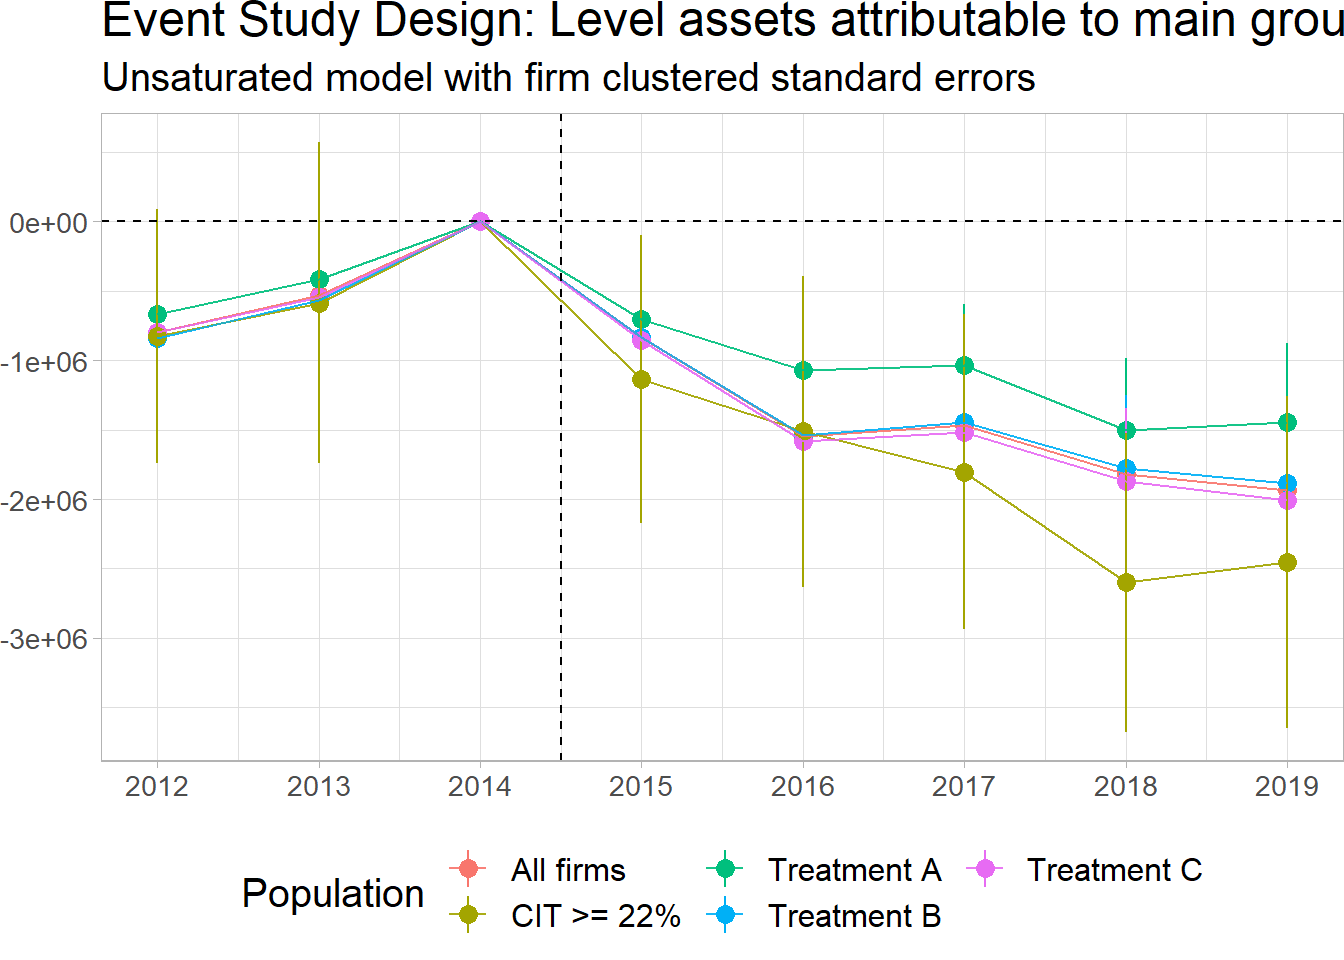 Event Study Design: Level assets attributable to main grou
Unsaturated model with firm clustered standard errors
0e+00
-1e+06
-2e+06
-3e+06
2012 2013 2014 2015 2016 2017 2018 2019
Population
All firms Treatment A Treatment C
CIT >= 22% Treatment B